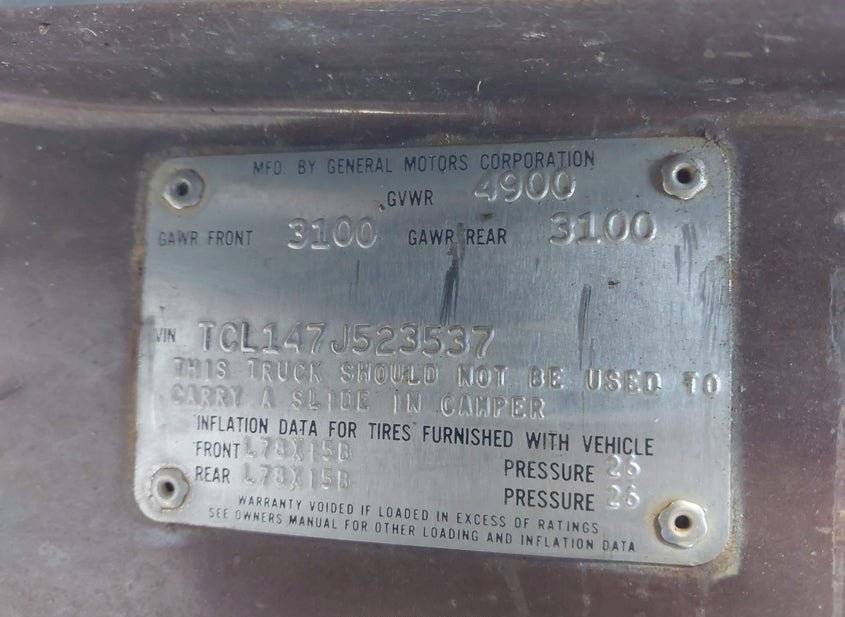 MFD. BY GENERAL MOTORS CORPORATION
GVWR 4900
GAWR FRONT 3100 GAWR REAR 3100
VIN TCL147J523537
THIS TRUCK SHOULD NOT BE USED TO
CARRY A SLIDE IN CAMPER
INFLATION DATA FOR TIRES FURNISHED WITH VEHICLE
FRONT L78X15B PRESSURE 26
REAR L78X15B PRESSURE 26
WARRANTY VOIDED IF LOADED IN EXCESS OF RATINGS
SEE OWNERS MANUAL FOR OTHER LOADING AND INFLATION DATA